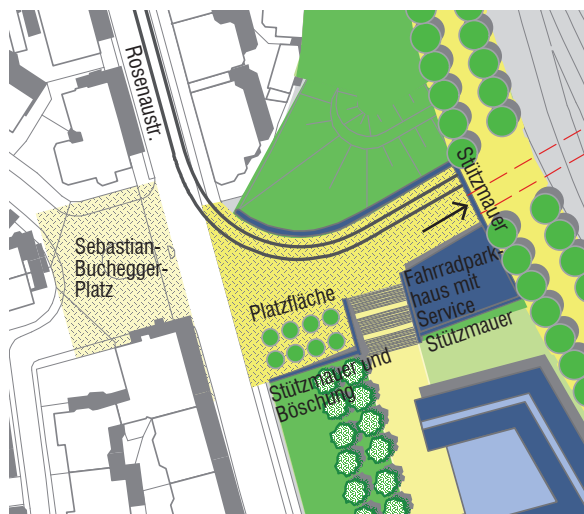 Rosenaustr.
Stützmauer
Sebastian-
Buchegger-
Platz
Platzfläche
Fahrradpark-
haus mit
Service
Stützmauer
Stützmauer und
Böschung